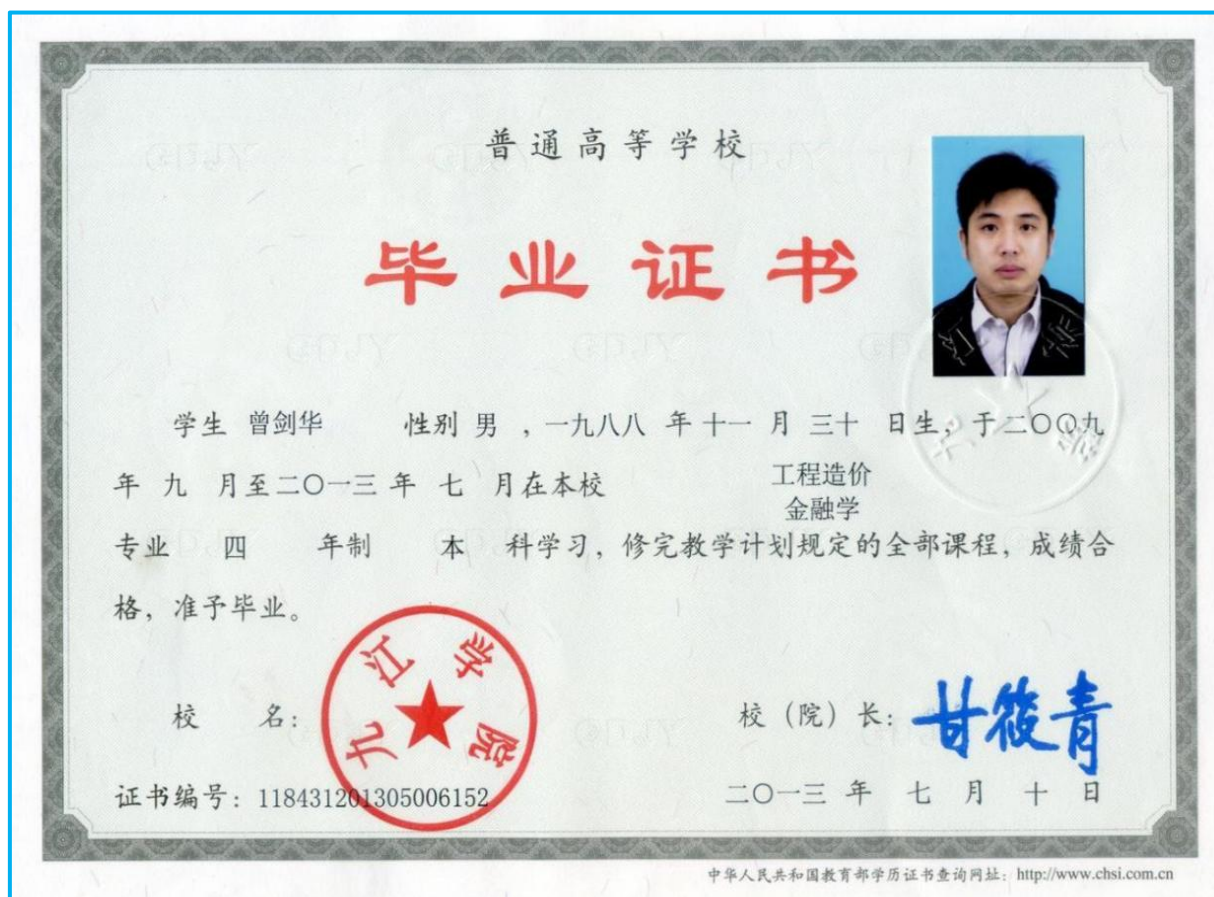 普通高等学校
毕业证书
学生 曾剑华 性别 男 ，一九八八 年 十一 月 三十 日生，于二〇〇九
年 九 月至二〇一三 年 七 月在本校 工程造价
金融学
专业 四 年制 本 科学习，修完教学计划规定的全部课程，成绩合
格，准予毕业。
校 名：
九江学院
校（院）长：甘筱青
证书编号：118431201305006152
二〇一三 年 七 月 十 日
中华人民共和国教育部学历证书查询网址：http://www.chsi.com.cn